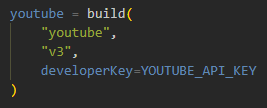 youtube = build(
    "youtube",
    "v3",
    developerKey=YOUTUBE_API_KEY
)